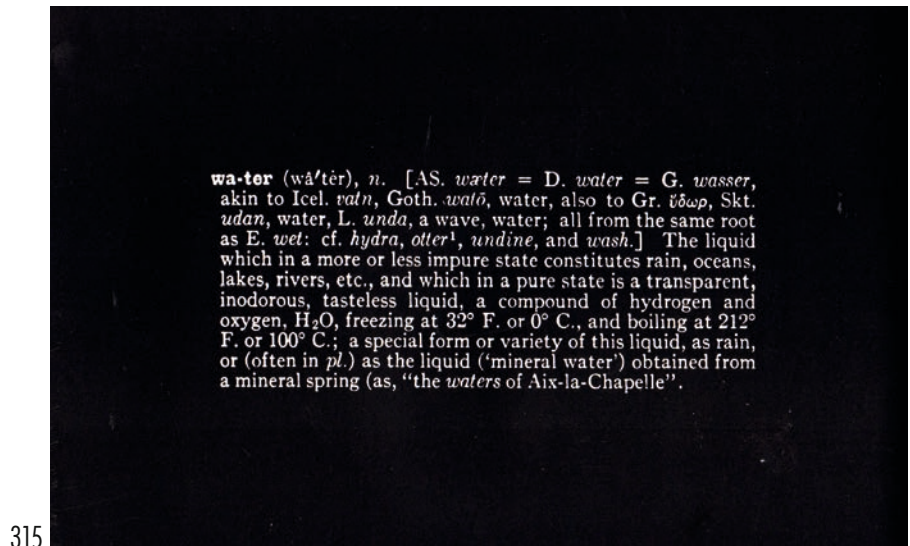 wa-ter (wâ′tėr), n. [AS. wæter = D. water = G. wasser,
akin to Icel. vatn, Goth. watō, water, also to Gr. ὕδωρ, Skt.
udan, water, L. unda, a wave, water; all from the same root
as E. wet: cf. hydra, otter¹, undine, and wash.] The liquid
which in a more or less impure state constitutes rain, oceans,
lakes, rivers, etc., and which in a pure state is a transparent,
inodorous, tasteless liquid, a compound of hydrogen and
oxygen, H₂O, freezing at 32° F. or 0° C., and boiling at 212°
F. or 100° C.; a special form or variety of this liquid, as rain,
or (often in pl.) as the liquid (‘mineral water’) obtained from
a mineral spring (as, “the waters of Aix-la-Chapelle”.
315